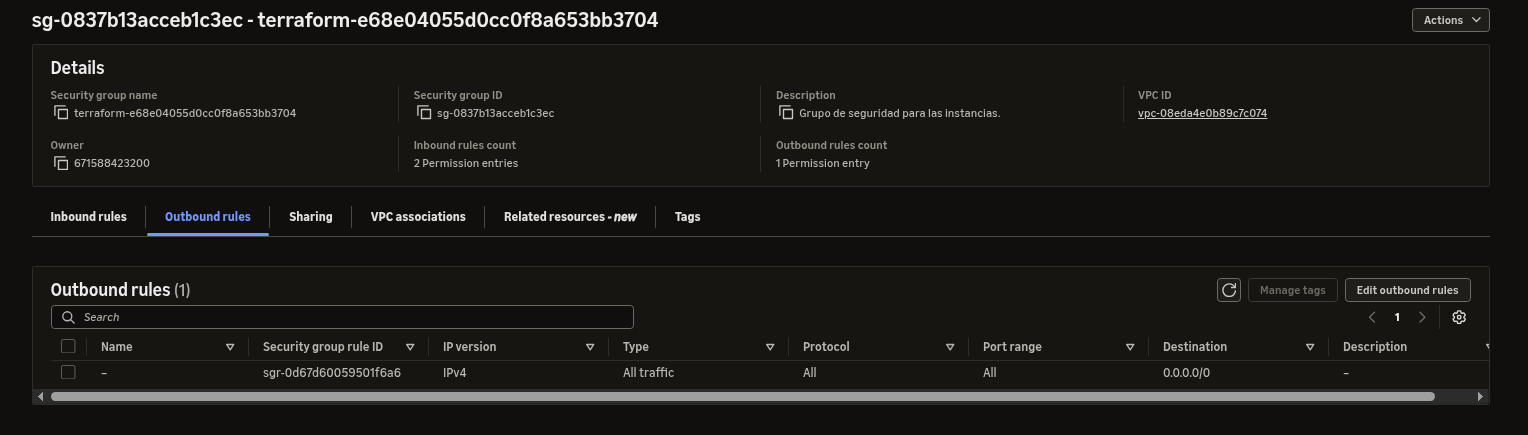 sg-0837b13acceb1c3ec - terraform-e68e04055d0cc0f8a653bb3704
Actions
Details
Security group name
terraform-e68e04055d0cc0f8a653bb3704
Security group ID
sg-0837b13acceb1c3ec
Description
Grupo de seguridad para las instancias.
VPC ID
vpc-08eda4e0b89c7c074
Owner
671588423200
Inbound rules count
2 Permission entries
Outbound rules count
1 Permission entry
Inbound rules
Outbound rules
Sharing
VPC associations
Related resources - new
Tags
Outbound rules (1)
Manage tags
Edit outbound rules
Search
1
Name Security group rule ID IP version Type Protocol Port range Destination Description
– sgr-0d67d60059501f6a6 IPv4 All traffic All All 0.0.0.0/0 –